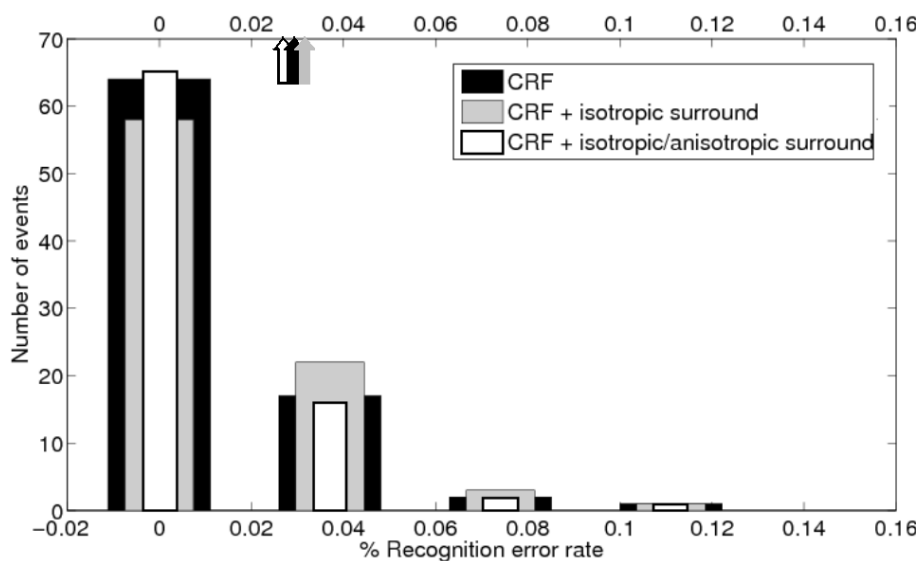 0 0.02 0.04 0.06 0.08 0.1 0.12 0.14 0.16
70
60
50
40
30
20
10
0
Number of events
CRF
CRF + isotropic surround
CRF + isotropic/anisotropic surround
−0.02 0 0.02 0.04 0.06 0.08 0.1 0.12 0.14 0.16
% Recognition error rate